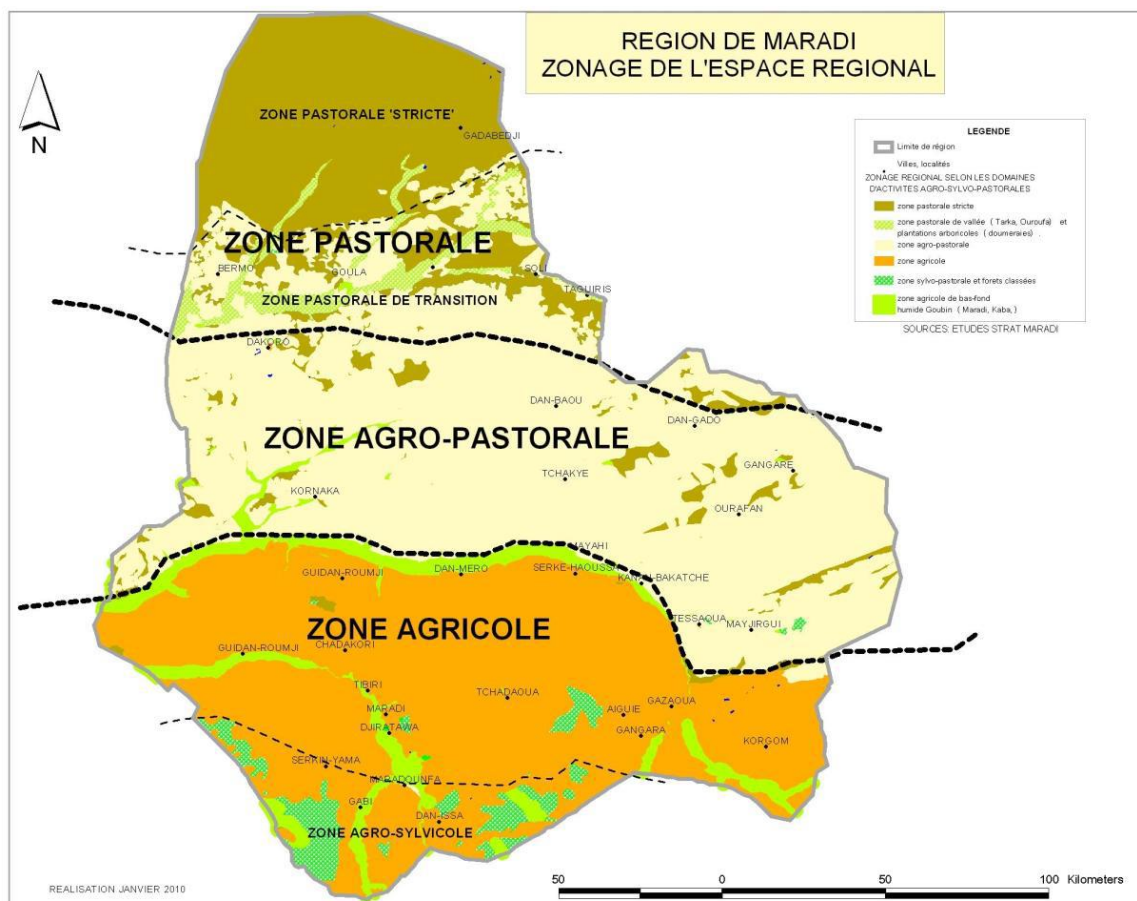 REGION DE MARADI
ZONAGE DE L'ESPACE REGIONAL
N
ZONE PASTORALE 'STRICTE'
GADABEDJI
LEGENDE
Limite de région
Villes, localités
ZONAGE REGIONAL SELON LES DOMAINES
D'ACTIVITES AGRO-SYLVO-PASTORALES
zone pastorale stricte
zone pastorale de vallée ( Tarka, Ouroufa) et
plantations arboricoles ( doumeraies) .
zone agro-pastorale
zone agricole
zone sylvo-pastorale et forets classées
zone agricole de bas-fond
humide Goubin ( Maradi, Kaba,)
SOURCES: ETUDES STRAT MARADI
ZONE PASTORALE
BERMO
GOULA
SOLI
ZONE PASTORALE DE TRANSITION
TAGUIRIS
DAKORO
DAN-BAOU
DAN-GADO
ZONE AGRO-PASTORALE
TCHAKYE
GANGARE
KORNAKA
OURAFAN
MAYAHI
GUIDAN-ROUMJI
DAN-MERO
SERKE-HAOUSSA
KANAN-BAKATCHE
ZONE AGRICOLE
TESSAOUA
MAYJIRGUI
GUIDAN-ROUMJI
CHADAKORI
TIBIRI
TCHADAOUA
MARADI
AIGUIE
GAZAOUA
DJIRATAWA
GANGARA
KORGOM
SERKIN-YAMA
MARADOUNFA
GABI
DAN-ISSA
ZONE AGRO-SYLVICOLE
REALISATION JANVIER 2010
50 0 50 100 Kilometers